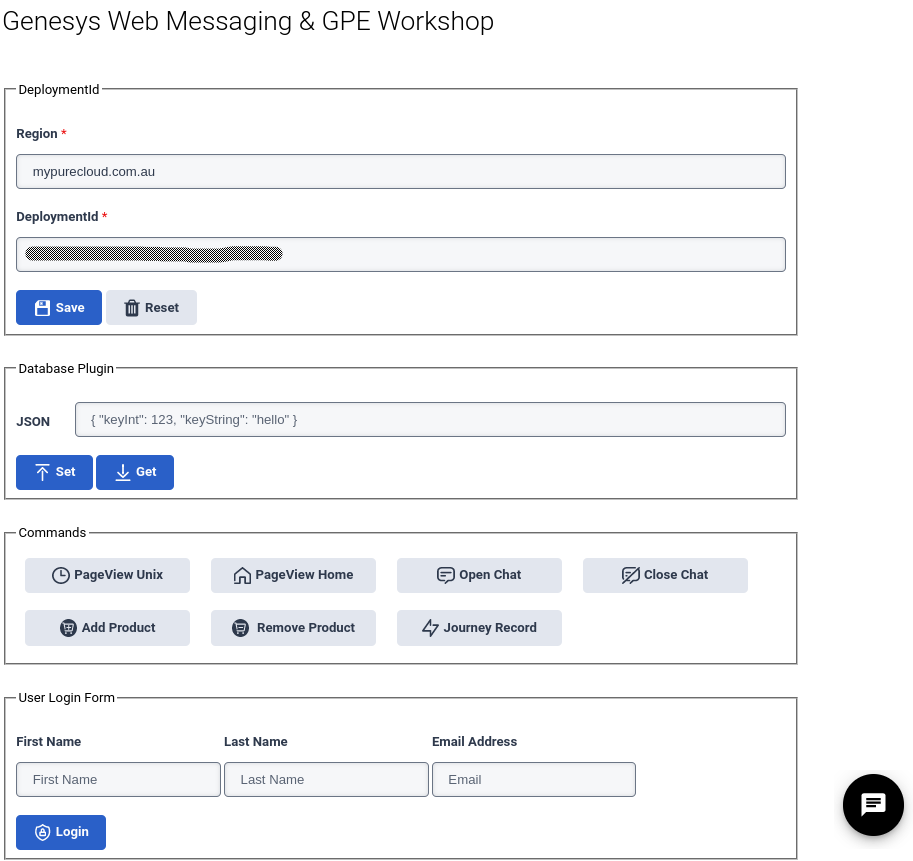 Genesys Web Messaging & GPE Workshop
DeploymentId
Region *
mypurecloud.com.au
DeploymentId *
Save Reset
Database Plugin
JSON { "keyInt": 123, "keyString": "hello" }
Set Get
Commands
PageView Unix PageView Home Open Chat Close Chat
Add Product Remove Product Journey Record
User Login Form
First Name Last Name Email Address
First Name Last Name Email
Login